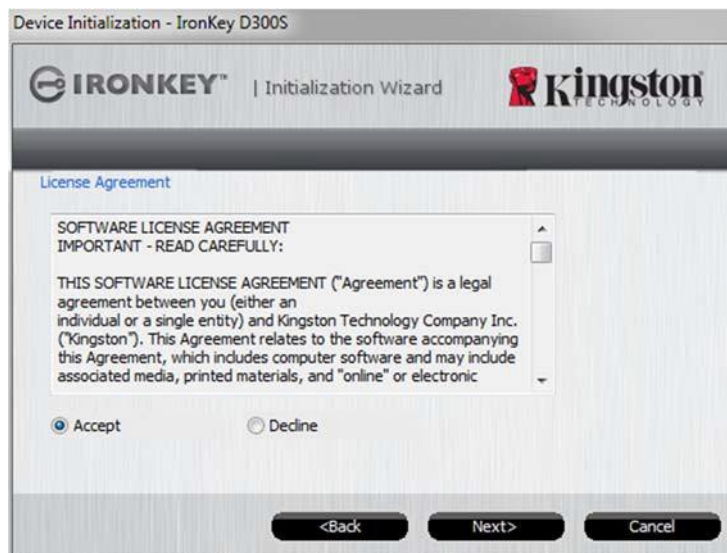 Device Initialization - IronKey D300S
IRONKEY™ | Initialization Wizard
Kingston
TECHNOLOGY
License Agreement
SOFTWARE LICENSE AGREEMENT
IMPORTANT - READ CAREFULLY:
THIS SOFTWARE LICENSE AGREEMENT ("Agreement") is a legal
agreement between you (either an
individual or a single entity) and Kingston Technology Company Inc.
("Kingston"). This Agreement relates to the software accompanying
this Agreement, which includes computer software and may include
associated media, printed materials, and "online" or electronic
Accept Decline
<Back Next> Cancel